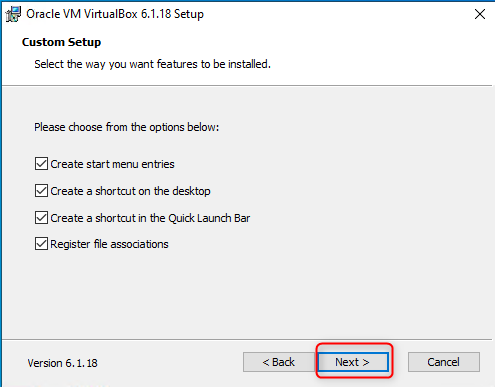 Oracle VM VirtualBox 6.1.18 Setup
Custom Setup
Select the way you want features to be installed.
Please choose from the options below:
Create start menu entries
Create a shortcut on the desktop
Create a shortcut in the Quick Launch Bar
Register file associations
Version 6.1.18
< Back
Next >
Cancel